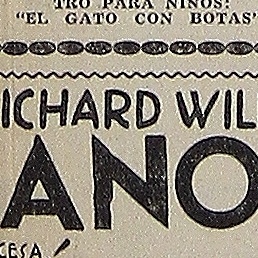 TRO PARA NIÑOS:
"EL GATO CON BOTAS"
ICHARD WIL
ANO
CESA!